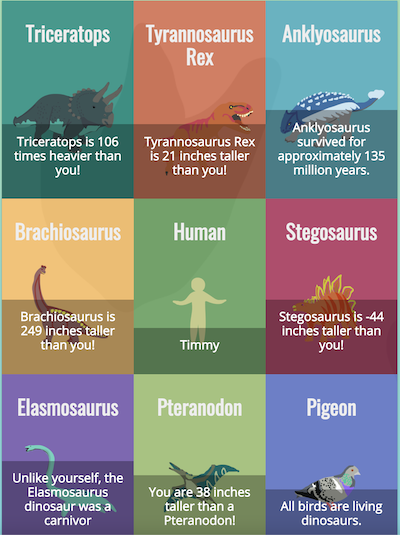 Triceratops
Triceratops is 106
times heavier than
you!
Tyrannosaurus
Rex
Tyrannosaurus Rex
is 21 inches taller
than you!
Anklyosaurus
Anklyosaurus
survived for
approximately 135
million years.
Brachiosaurus
Brachiosaurus is
249 inches taller
than you!
Human
Timmy
Stegosaurus
Stegosaurus is -44
inches taller than
you!
Elasmosaurus
Unlike yourself, the
Elasmosaurus
dinosaur was a
carnivor
Pteranodon
You are 38 inches
taller than a
Pteranodon!
Pigeon
All birds are living
dinosaurs.